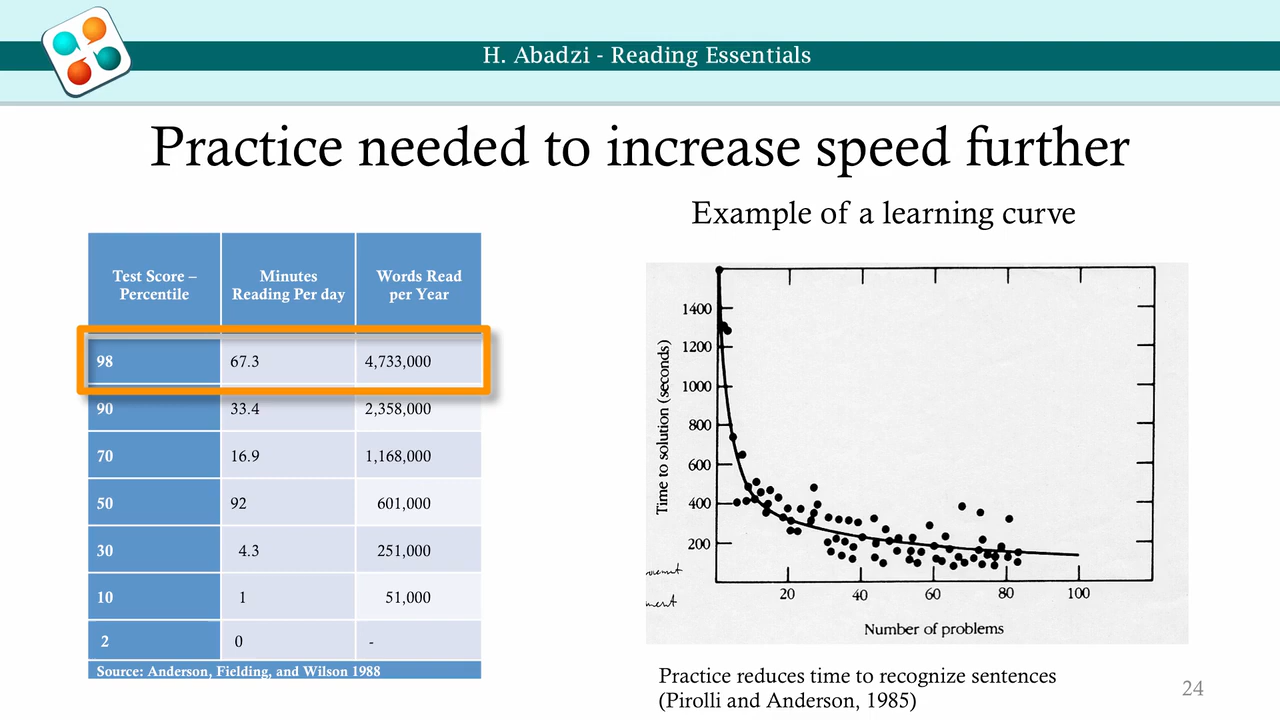 H. Abadzi - Reading Essentials
Practice needed to increase speed further
Example of a learning curve
Test Score – Percentile Minutes Reading Per day Words Read per Year
98 67.3 4,733,000
90 33.4 2,358,000
70 16.9 1,168,000
50 92 601,000
30 4.3 251,000
10 1 51,000
2 0 -
Source: Anderson, Fielding, and Wilson 1988
Time to solution (seconds)
1400
1200
1000
800
600
400
200
20 40 60 80 100
Number of problems
Practice reduces time to recognize sentences
(Pirolli and Anderson, 1985)
24